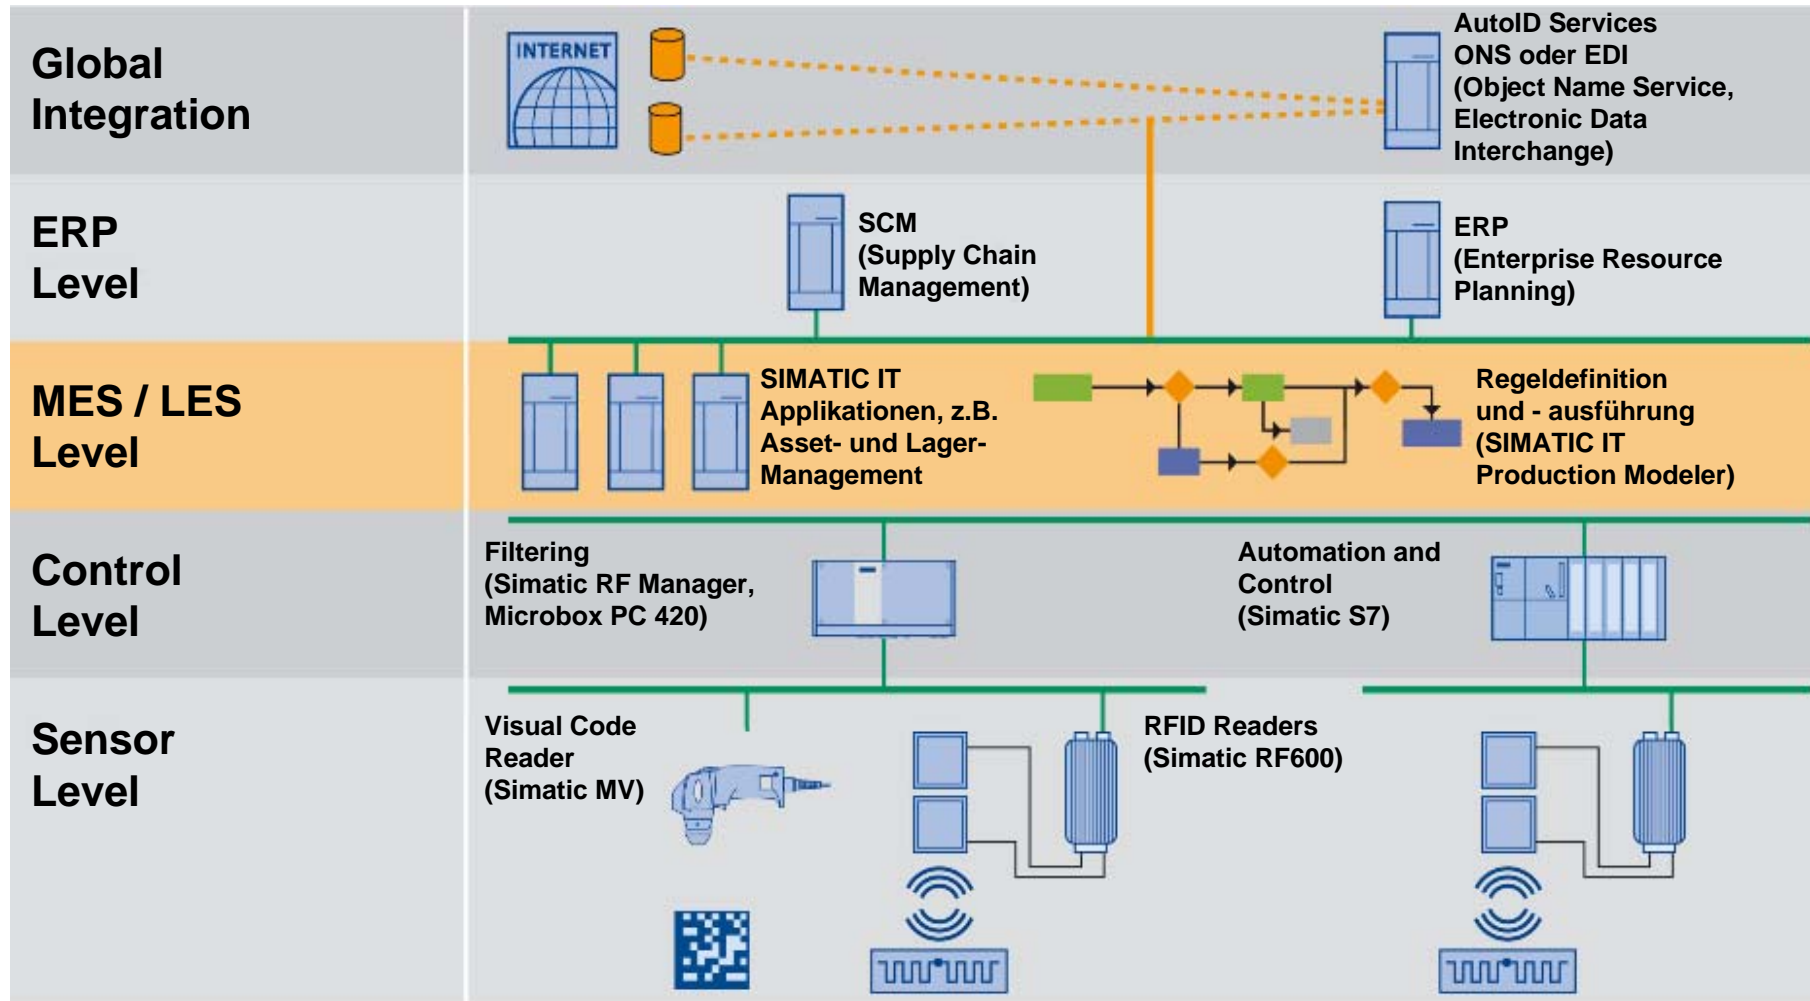 Global
Integration
INTERNET
AutoID Services
ONS oder EDI
(Object Name Service,
Electronic Data
Interchange)
ERP
Level
SCM
(Supply Chain
Management)
ERP
(Enterprise Resource
Planning)
MES / LES
Level
SIMATIC IT
Applikationen, z.B.
Asset- und Lager-
Management
Regeldefinition
und - ausführung
(SIMATIC IT
Production Modeler)
Control
Level
Filtering
(Simatic RF Manager,
Microbox PC 420)
Automation and
Control
(Simatic S7)
Sensor
Level
Visual Code
Reader
(Simatic MV)
RFID Readers
(Simatic RF600)